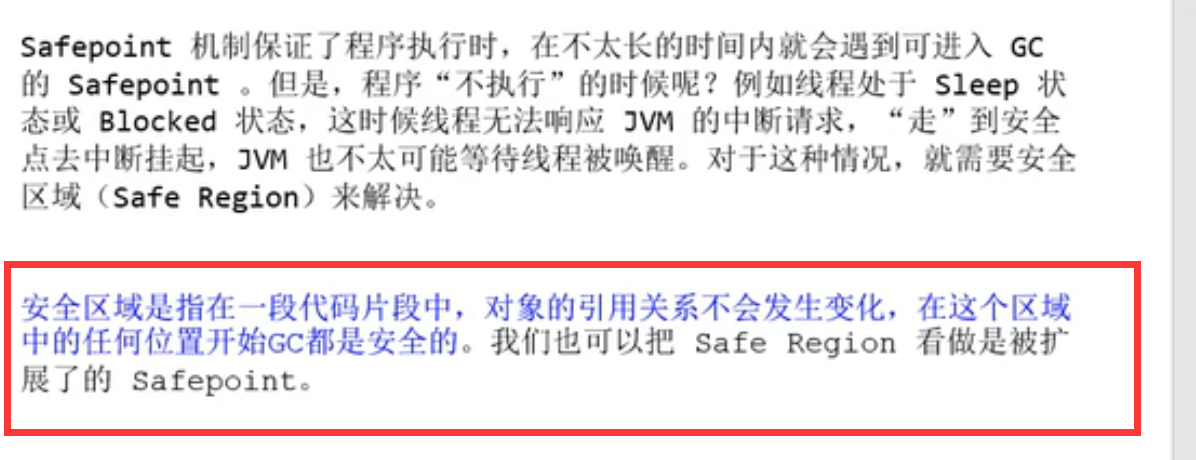 Safepoint 机制保证了程序执行时，在不太长的时间内就会遇到可进入 GC
的 Safepoint 。但是，程序“不执行”的时候呢？例如线程处于 Sleep 状
态或 Blocked 状态，这时候线程无法响应 JVM 的中断请求，“走”到安全
点去中断挂起，JVM 也不太可能等待线程被唤醒。对于这种情况，就需要安全
区域（Safe Region）来解决。
安全区域是指在一段代码片段中，对象的引用关系不会发生变化，在这个区域
中的任何位置开始GC都是安全的。我们也可以把 Safe Region 看做是被扩
展了的 Safepoint。